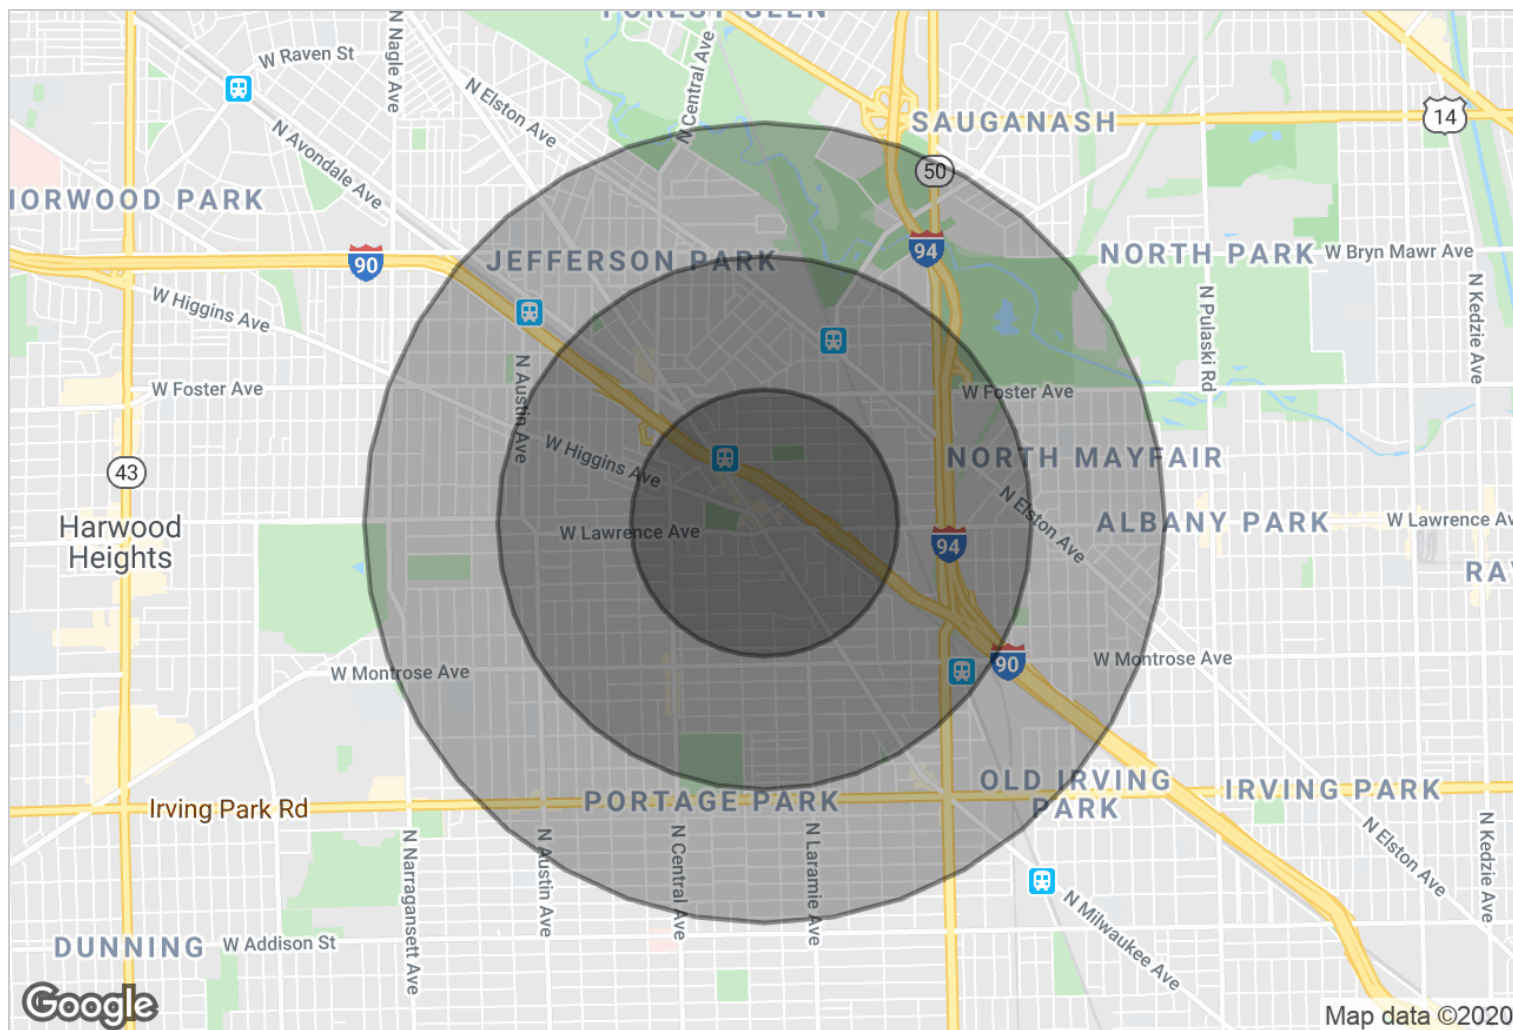 FOREST GLEN
W Raven St
N Nagle Ave
N Elston Ave
N Central Ave
SAUGANASH
14
N Avondale Ave
50
NORWOOD PARK
JEFFERSON PARK
90
94
NORTH PARK
W Bryn Mawr Ave
W Higgins Ave
N Pulaski Rd
N Kedzie Ave
W Foster Ave
N Austin Ave
W Foster Ave
W Higgins Ave
NORTH MAYFAIR
43
N Elston Ave
Harwood
Heights
W Lawrence Ave
94
ALBANY PARK
W Lawrence Av
RAV
W Montrose Ave
90
W Montrose Ave
Irving Park Rd
PORTAGE PARK
OLD IRVING
PARK
IRVING PARK
N Narragansett Ave
N Austin Ave
N Central Ave
N Laramie Ave
N Elston Ave
N Kedzie Ave
DUNNING
W Addison St
N Milwaukee Ave
Google
Map data ©2020